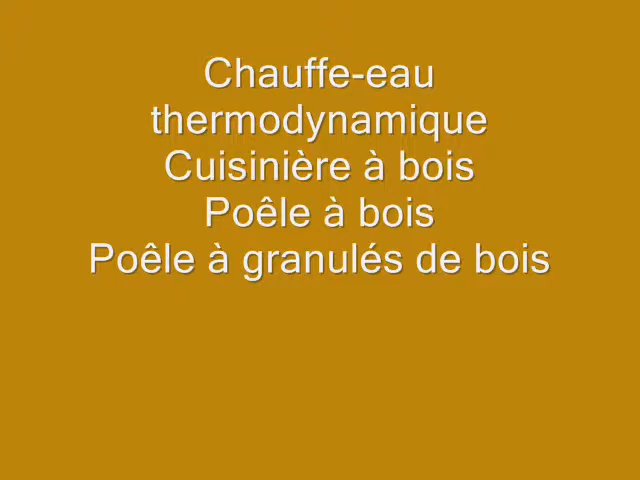 Chauffe-eau
thermodynamique
Cuisinière à bois
Poêle à bois
Poêle à granulés de bois